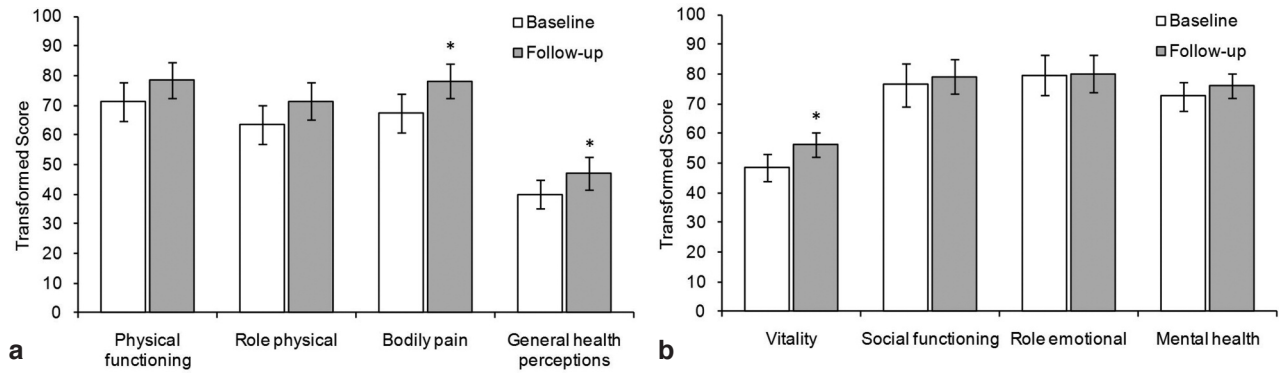 100
90
80
70
60
50
40
30
20
10
0
Transformed Score
Baseline
Follow-up
*
*
Physical
functioning
Role physical
Bodily pain
General health
perceptions
a
100
90
80
70
60
50
40
30
20
10
0
Transformed Score
Baseline
Follow-up
*
Vitality
Social functioning
Role emotional
Mental health
b